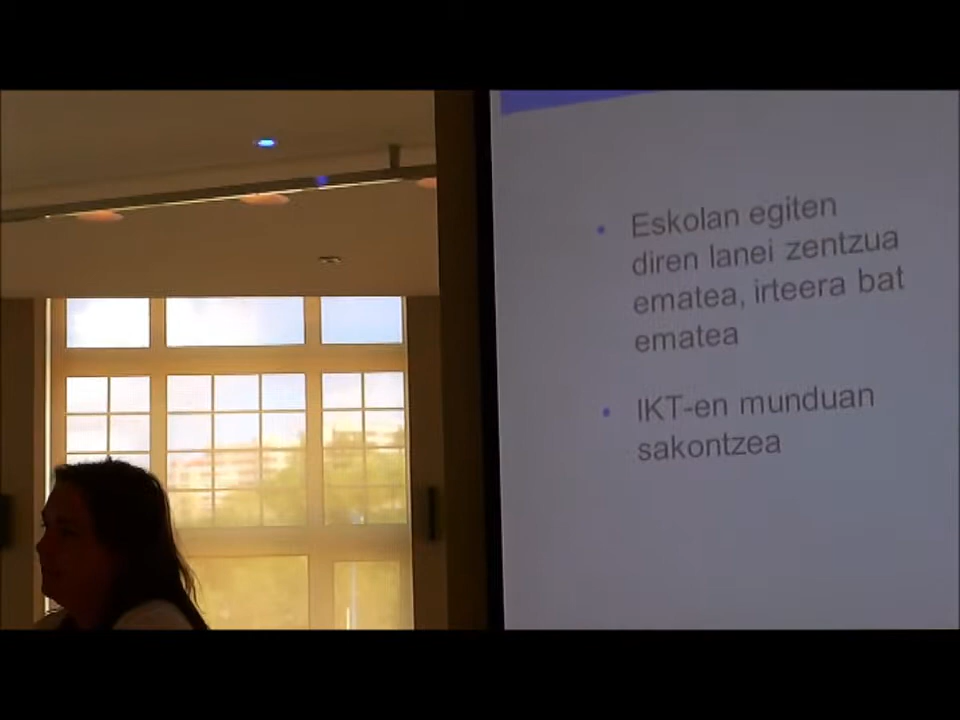 • Eskolan egiten
diren lanei zentzua
ematea, irteera bat
ematea
• IKT-en munduan
sakontzea